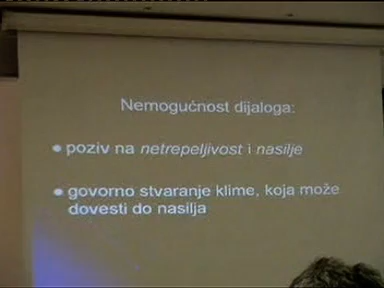 Nemogućnost dijaloga:
● poziv na netrepeljivost i nasilje
● govorno stvaranje klime, koja može
dovesti do nasilja